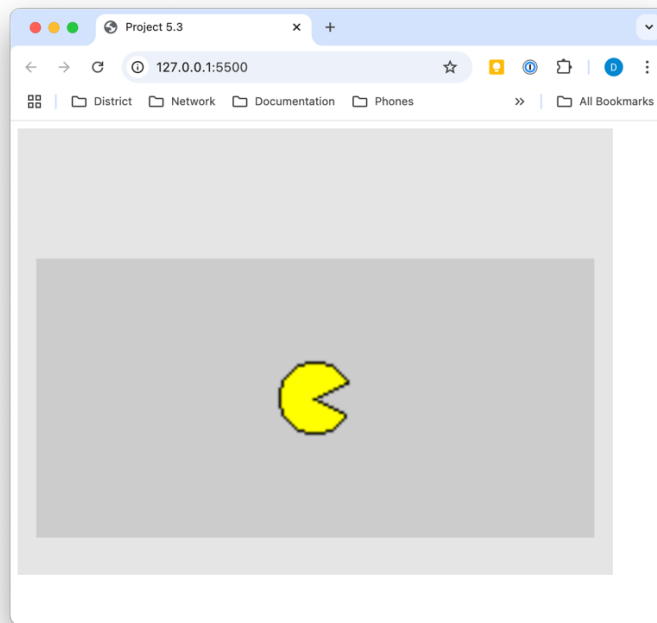 Project 5.3
127.0.0.1:5500
D
District Network Documentation Phones All Bookmarks